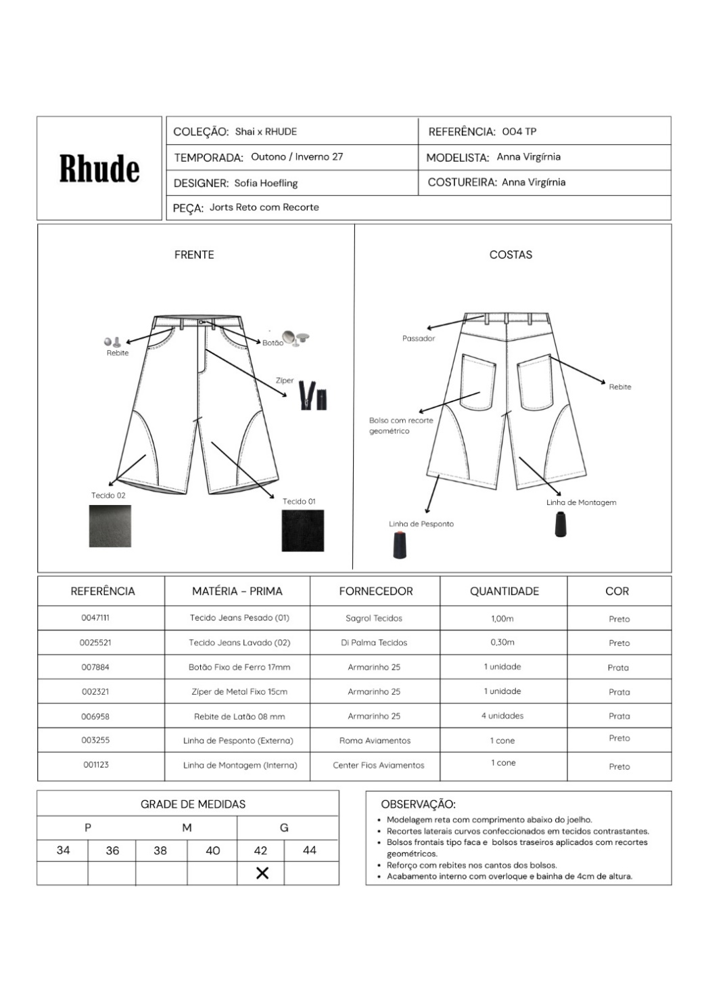 Rhude
COLEÇÃO: Shai x RHUDE
REFERÊNCIA: 004 TP
TEMPORADA: Outono / Inverno 27
MODELISTA: Anna Virgírnia
DESIGNER: Sofia Hoefling
COSTUREIRA: Anna Virgírnia
PEÇA: Jorts Reto com Recorte
FRENTE
COSTAS
Rebite
Botão
Zíper
Tecido 02
Tecido 01
Passador
Rebite
Bolso com recorte
geométrico
Linha de Montagem
Linha de Pesponto
REFERÊNCIA MATÉRIA - PRIMA FORNECEDOR QUANTIDADE COR
0047111 Tecido Jeans Pesado (01) Sagrol Tecidos 1,00m Preto
0025521 Tecido Jeans Lavado (02) Di Palma Tecidos 0,30m Preto
007884 Botão Fixo de Ferro 17mm Armarinho 25 1 unidade Prata
002321 Zíper de Metal Fixo 15cm Armarinho 25 1 unidade Prata
006958 Rebite de Latão 08 mm Armarinho 25 4 unidades Prata
003255 Linha de Pesponto (Externa) Roma Aviamentos 1 cone Preto
001123 Linha de Montagem (Interna) Center Fios Aviamentos 1 cone Preto
GRADE DE MEDIDAS
P M G
34 36 38 40 42 44
X
OBSERVAÇÃO:
• Modelagem reta com comprimento abaixo do joelho.
• Recortes laterais curvos confeccionados em tecidos contrastantes.
• Bolsos frontais tipo faca e bolsos traseiros aplicados com recortes
geométricos.
• Reforço com rebites nos cantos dos bolsos.
• Acabamento interno com overloque e bainha de 4cm de altura.